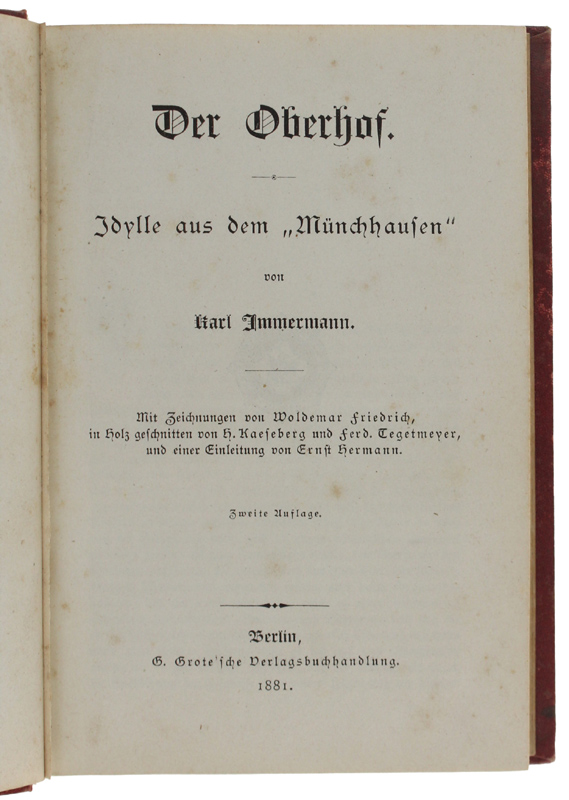 Der Oberhof.
Idylle aus dem „Münchhauſen“
von
Karl Immermann.
Mit Zeichnungen von Woldemar Friedrich,
in Holz geſchnitten von H. Kaeſeberg und Ferd. Tegetmeyer,
und einer Einleitung von Ernſt Hermann.
Zweite Auflage.
Berlin,
G. Grote'ſche Verlagsbuchhandlung.
1881.